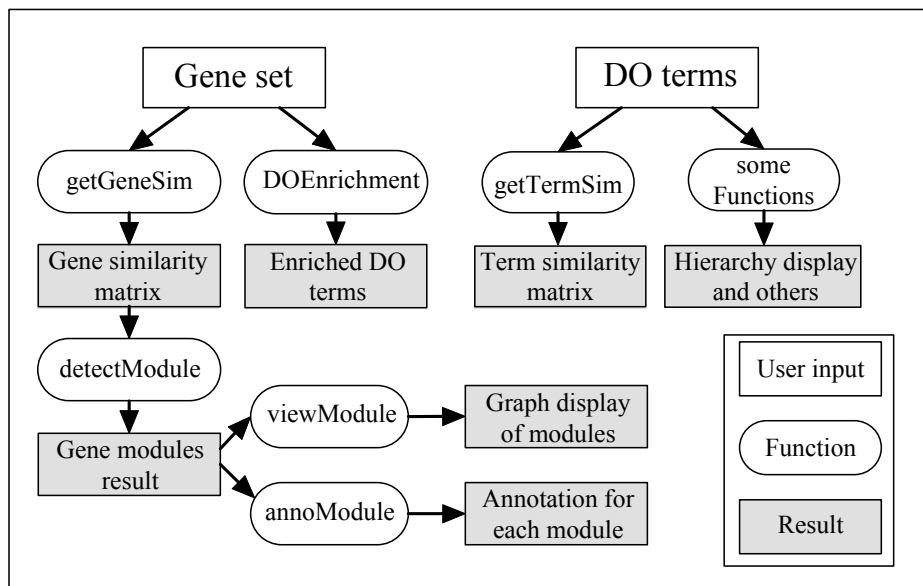 Gene set
DO terms
getGeneSim
DOEnrichment
getTermSim
some
Functions
Gene similarity
matrix
Enriched DO
terms
Term similarity
matrix
Hierarchy display
and others
detectModule
viewModule
Graph display
of modules
Gene modules
result
annoModule
Annotation for
each module
User input
Function
Result